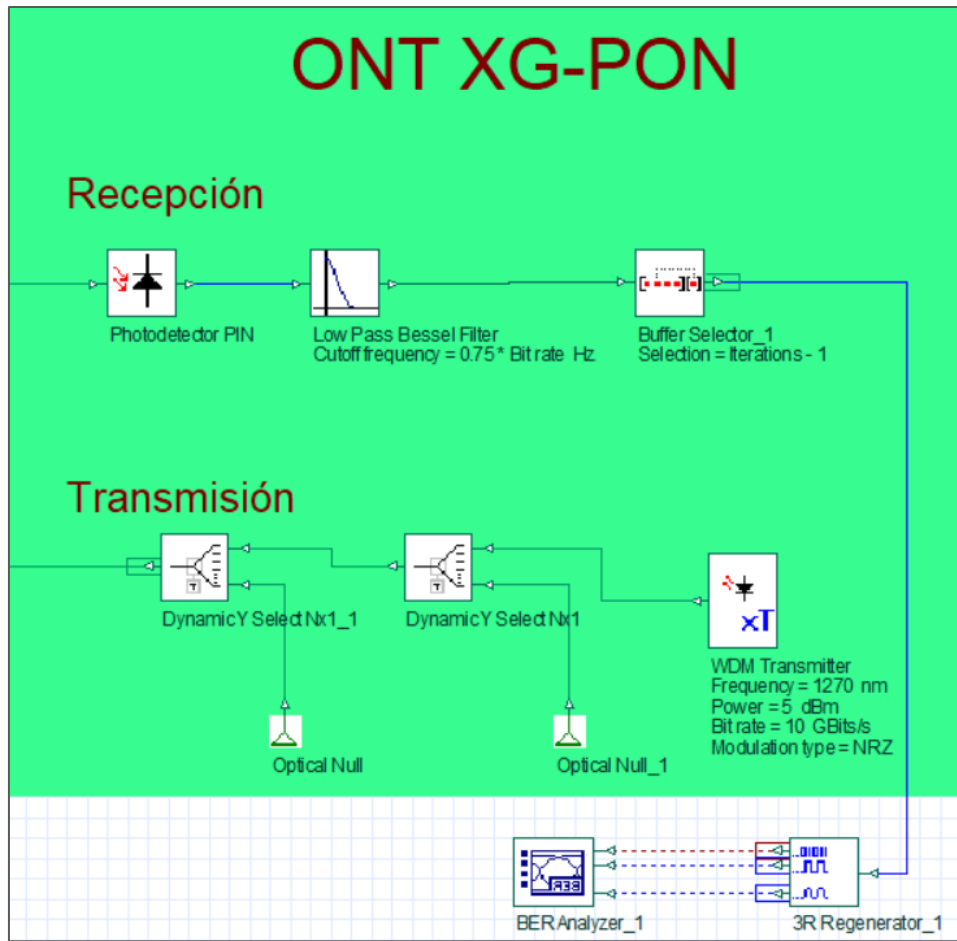 ONT XG-PON
Recepción
Photodetector PIN
Low Pass Bessel Filter
Cutoff frequency = 0.75 * Bit rate Hz
Buffer Selector_1
Selection = Iterations - 1
Transmisión
DynamicY Select Nx1_1
DynamicY Select Nx1
xT
WDM Transmitter
Frequency = 1270 nm
Power = 5 dBm
Bit rate = 10 GBits/s
Modulation type = NRZ
T
T
Optical Null
Optical Null_1
BER
BER Analyzer_1
3R Regenerator_1